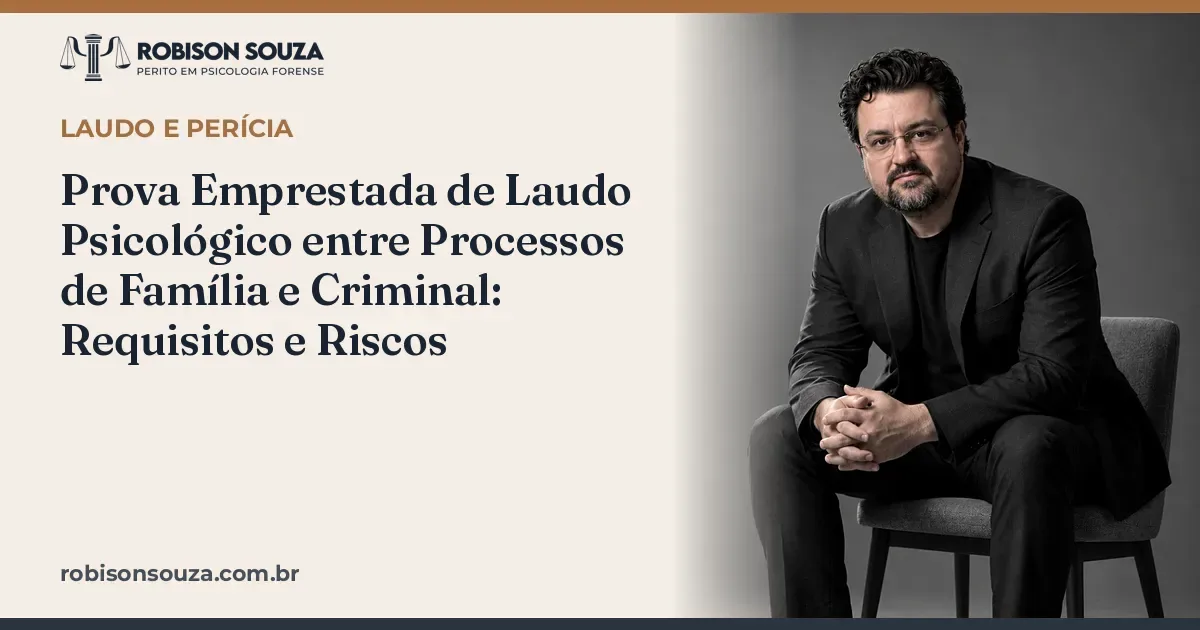 ROBISON SOUZA
PERITO EM PSICOLOGIA FORENSE
LAUDO E PERÍCIA
Prova Emprestada de Laudo
Psicológico entre Processos
de Família e Criminal:
Requisitos e Riscos
robisonsouza.com.br